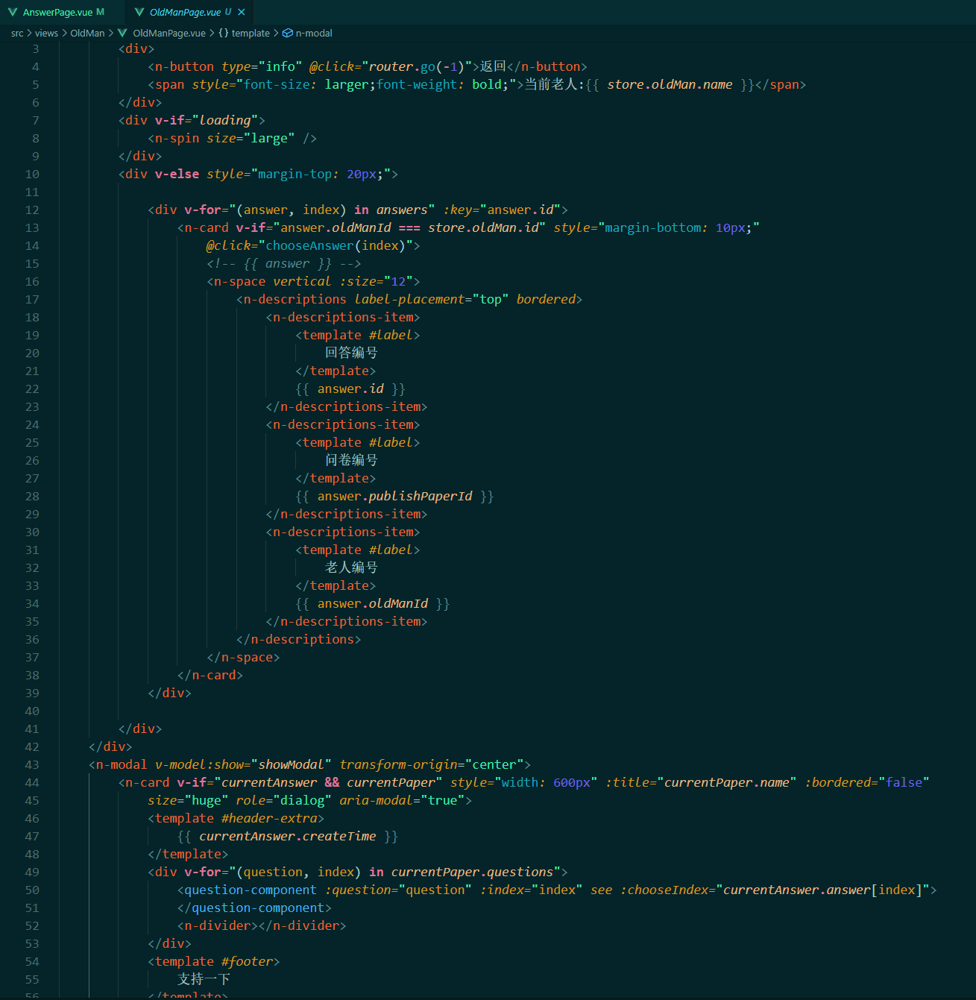 AnswerPage.vue M OldManPage.vue U ×
src > views > OldMan > OldManPage.vue > {} template > n-modal
3 <div>
4 <n-button type="info" @click="router.go(-1)">返回</n-button>
5 <span style="font-size: larger;font-weight: bold;">当前老人:{{ store.oldMan.name }}</span>
6 </div>
7 <div v-if="loading">
8 <n-spin size="large" />
9 </div>
10 <div v-else style="margin-top: 20px;">
11
12 <div v-for="(answer, index) in answers" :key="answer.id">
13 <n-card v-if="answer.oldManId === store.oldMan.id" style="margin-bottom: 10px;"
14 @click="chooseAnswer(index)">
15 <!-- {{ answer }} -->
16 <n-space vertical :size="12">
17 <n-descriptions label-placement="top" bordered>
18 <n-descriptions-item>
19 <template #label>
20 回答编号
21 </template>
22 {{ answer.id }}
23 </n-descriptions-item>
24 <n-descriptions-item>
25 <template #label>
26 问卷编号
27 </template>
28 {{ answer.publishPaperId }}
29 </n-descriptions-item>
30 <n-descriptions-item>
31 <template #label>
32 老人编号
33 </template>
34 {{ answer.oldManId }}
35 </n-descriptions-item>
36 </n-descriptions>
37 </n-space>
38 </n-card>
39 </div>
40
41 </div>
42 </div>
43 <n-modal v-model:show="showModal" transform-origin="center">
44 <n-card v-if="currentAnswer && currentPaper" style="width: 600px" :title="currentPaper.name" :bordered="false"
45 size="huge" role="dialog" aria-modal="true">
46 <template #header-extra>
47 {{ currentAnswer.createTime }}
48 </template>
49 <div v-for="(question, index) in currentPaper.questions">
50 <question-component :question="question" :index="index" see :chooseIndex="currentAnswer.answer[index]">
51 </question-component>
52 <n-divider></n-divider>
53 </div>
54 <template #footer>
55 支持一下
56 </template>